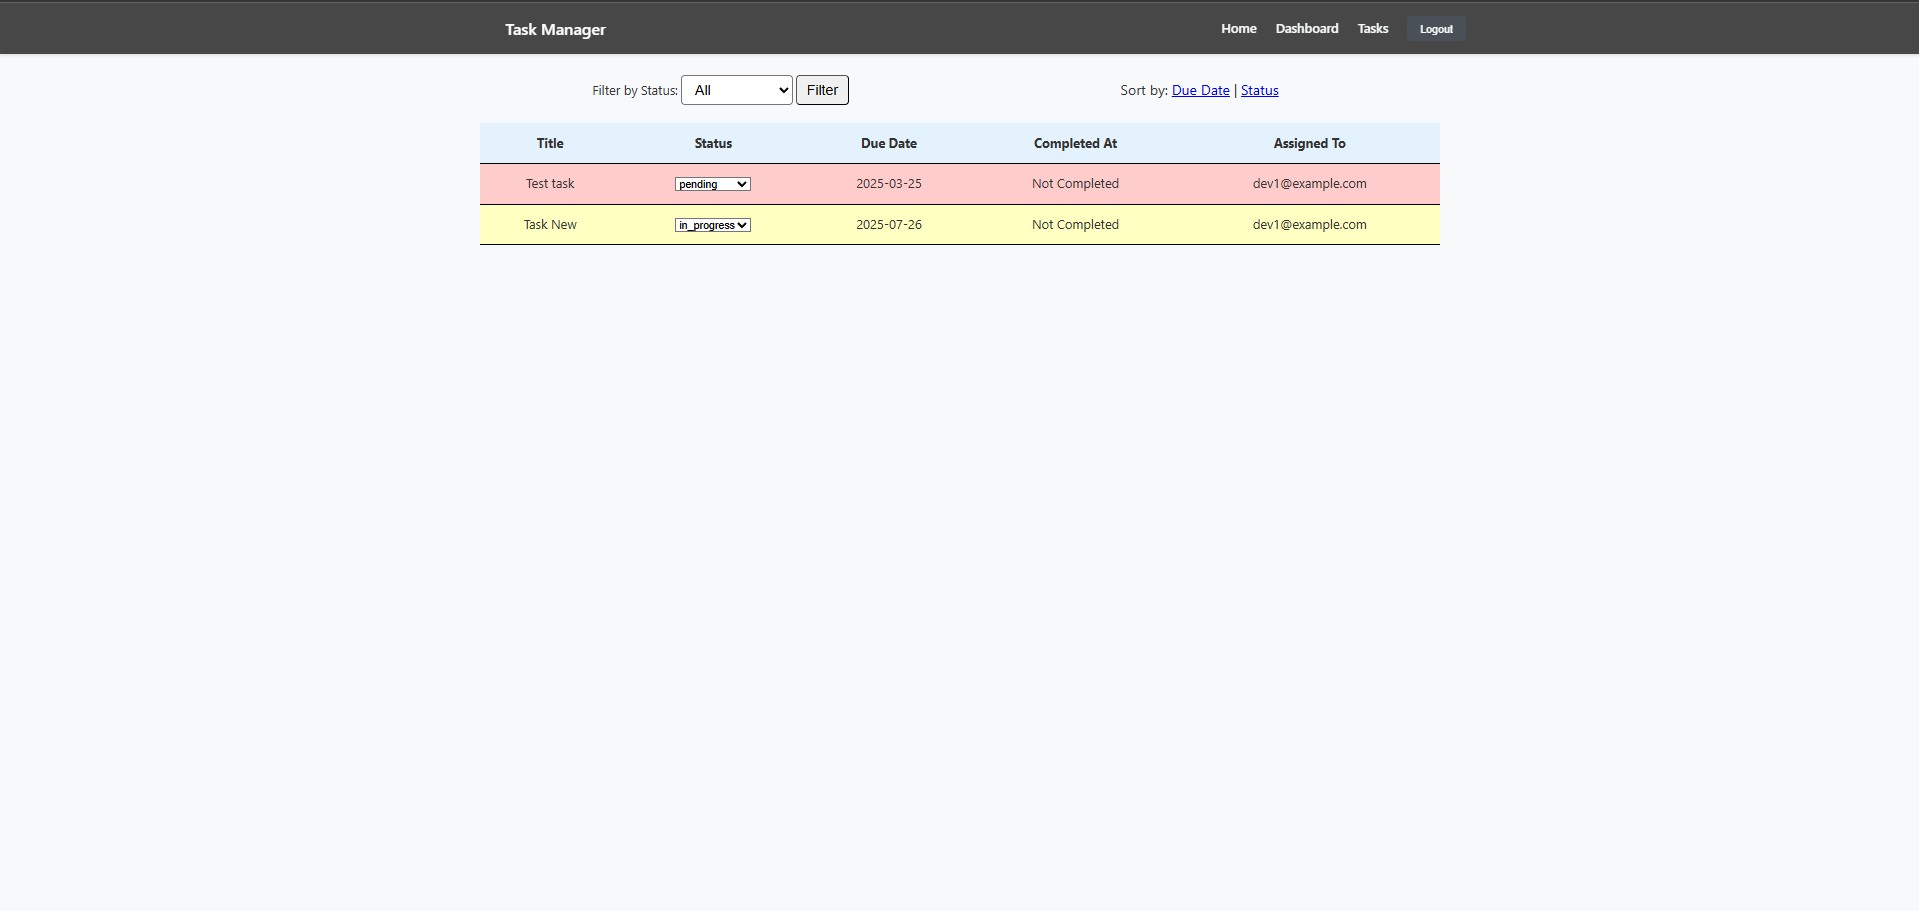 Task Manager Home Dashboard Tasks Logout
Filter by Status: All Filter Sort by: Due Date | Status
Title Status Due Date Completed At Assigned To
Test task pending 2025-03-25 Not Completed dev1@example.com
Task New in_progress 2025-07-26 Not Completed dev1@example.com